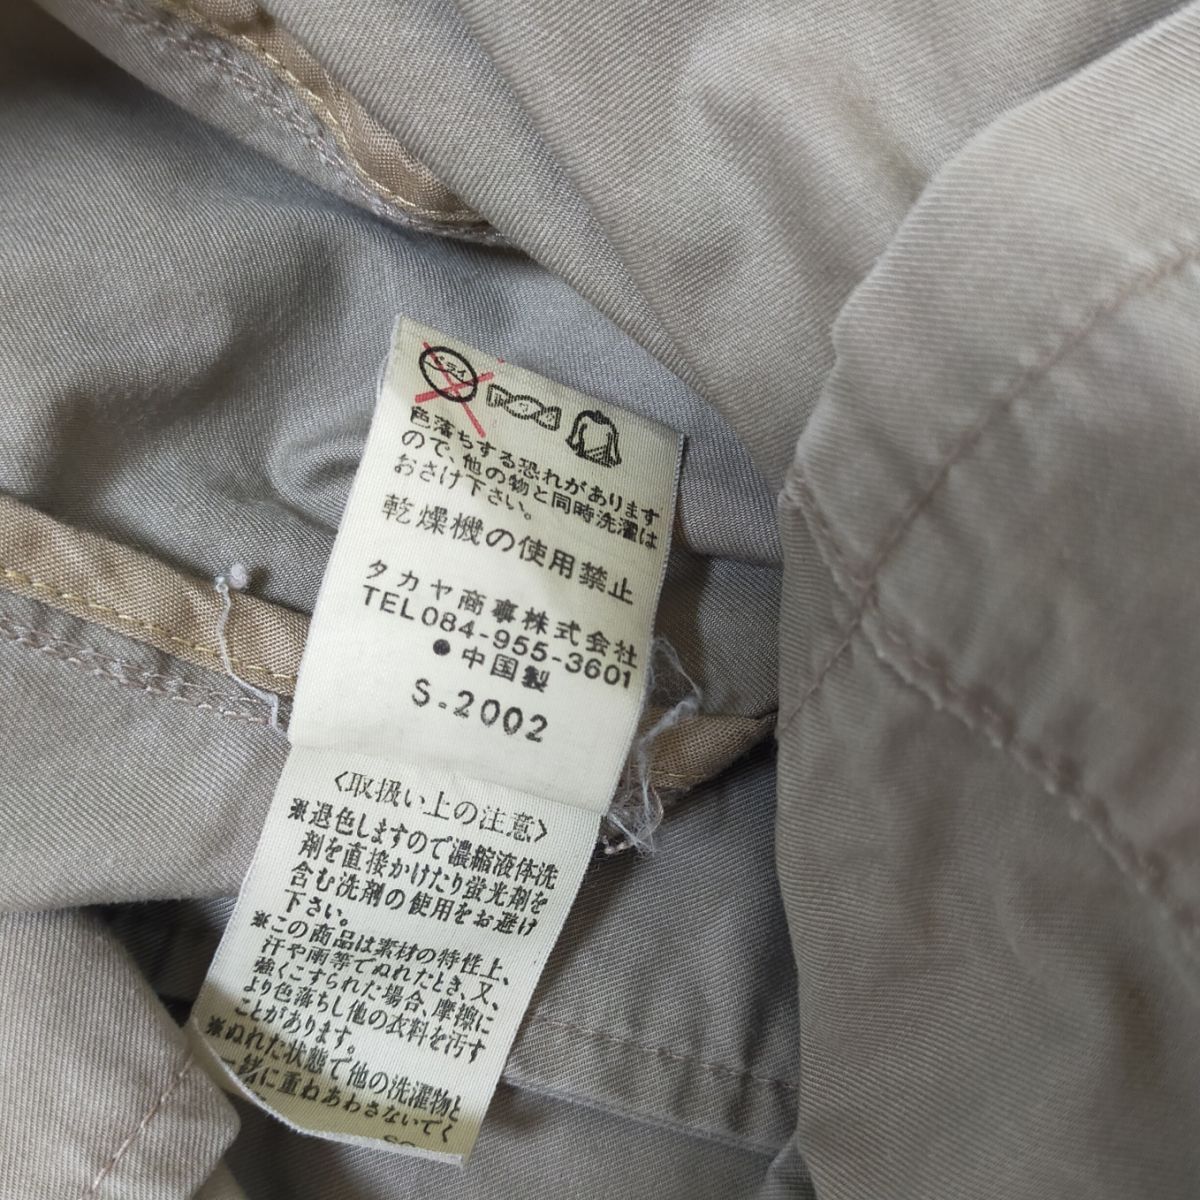 ドライ
色落ちする恐れがあります
ので、他の物と同時洗濯は
おさけ下さい。
乾燥機の使用禁止
タカヤ商事株式会社
TEL084-955-3601
●中国製
S-2002
〈取扱い上の注意〉
※退色しますので濃縮液体洗
剤を直接かけたり蛍光剤を
含む洗剤の使用をお避け
下さい。
※この商品は素材の特性上、
汗や雨等でぬれたとき、又、
強くこすられた場合、摩擦に
より色落ちし他の衣料を汚す
ことがあります。
※ぬれた状態で他の洗濯物と
一緒に重ねあわさないでく